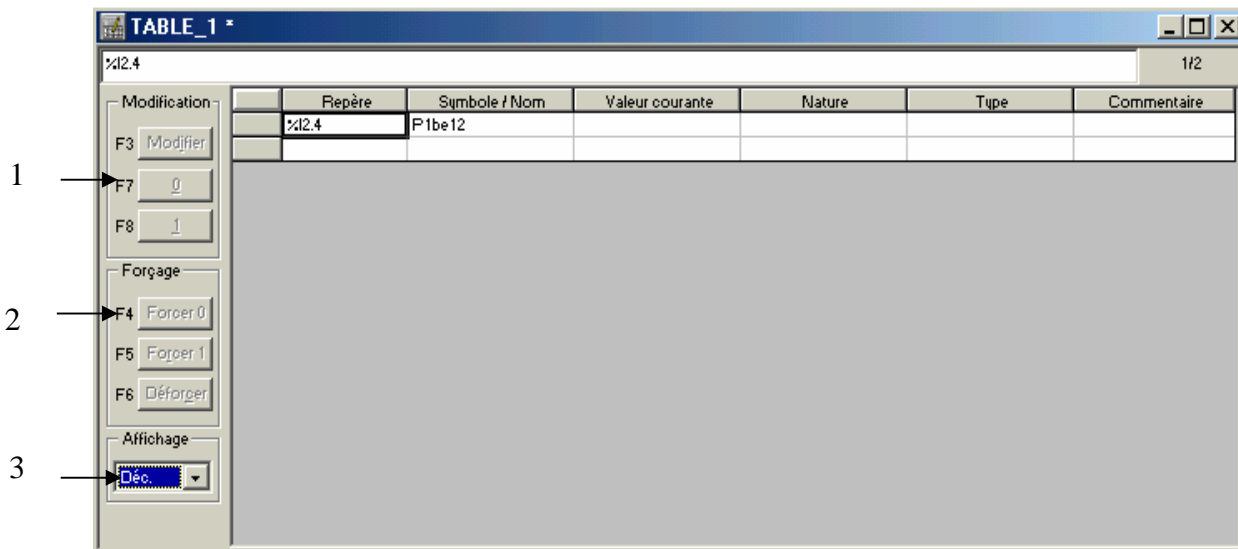 TABLE_1 *
%I2.4
1/2
Modification
F3 Modifier
1
F7 0
F8 1
Forçage
2
F4 Forcer 0
F5 Forcer 1
F6 Déforcer
Affichage
3
Déc.
Repère Symbole / Nom Valeur courante Nature Type Commentaire
%I2.4 P1be12